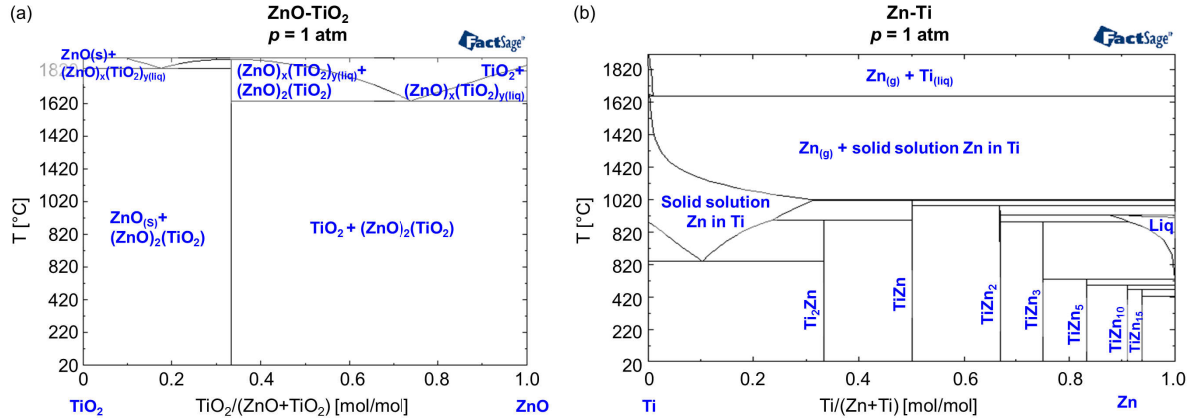 (a)
ZnO-TiO₂
p = 1 atm
FactSage™
ZnO(s)+
(ZnO)ₓ(TiO₂)y(liq)
(ZnO)ₓ(TiO₂)y(liq)+
(ZnO)₂(TiO₂)
TiO₂+
(ZnO)ₓ(TiO₂)y(liq)
ZnO(S)+
(ZnO)₂(TiO₂)
TiO₂ + (ZnO)₂(TiO₂)
T [°C]
1820
1620
1420
1420
1020
820
820
420
220
20
0 0.2 0.4 0.6 0.8 1.0
TiO₂/(ZnO+TiO₂) [mol/mol]
TiO₂
ZnO
(b)
Zn-Ti
p = 1 atm
FactSage™
Zn(g) + Ti(liq)
Zn(g) + solid solution Zn in Ti
Solid solution
Zn in Ti
Liq
Ti₂Zn
TiZn
TiZn₂
TiZn₃
TiZn₅
TiZn₁₀
TiZn₁₅
T [°C]
1820
1620
1420
1420
1020
820
820
420
220
20
0 0.2 0.4 0.6 0.8 1.0
Ti/(Zn+Ti) [mol/mol]
Ti
Zn